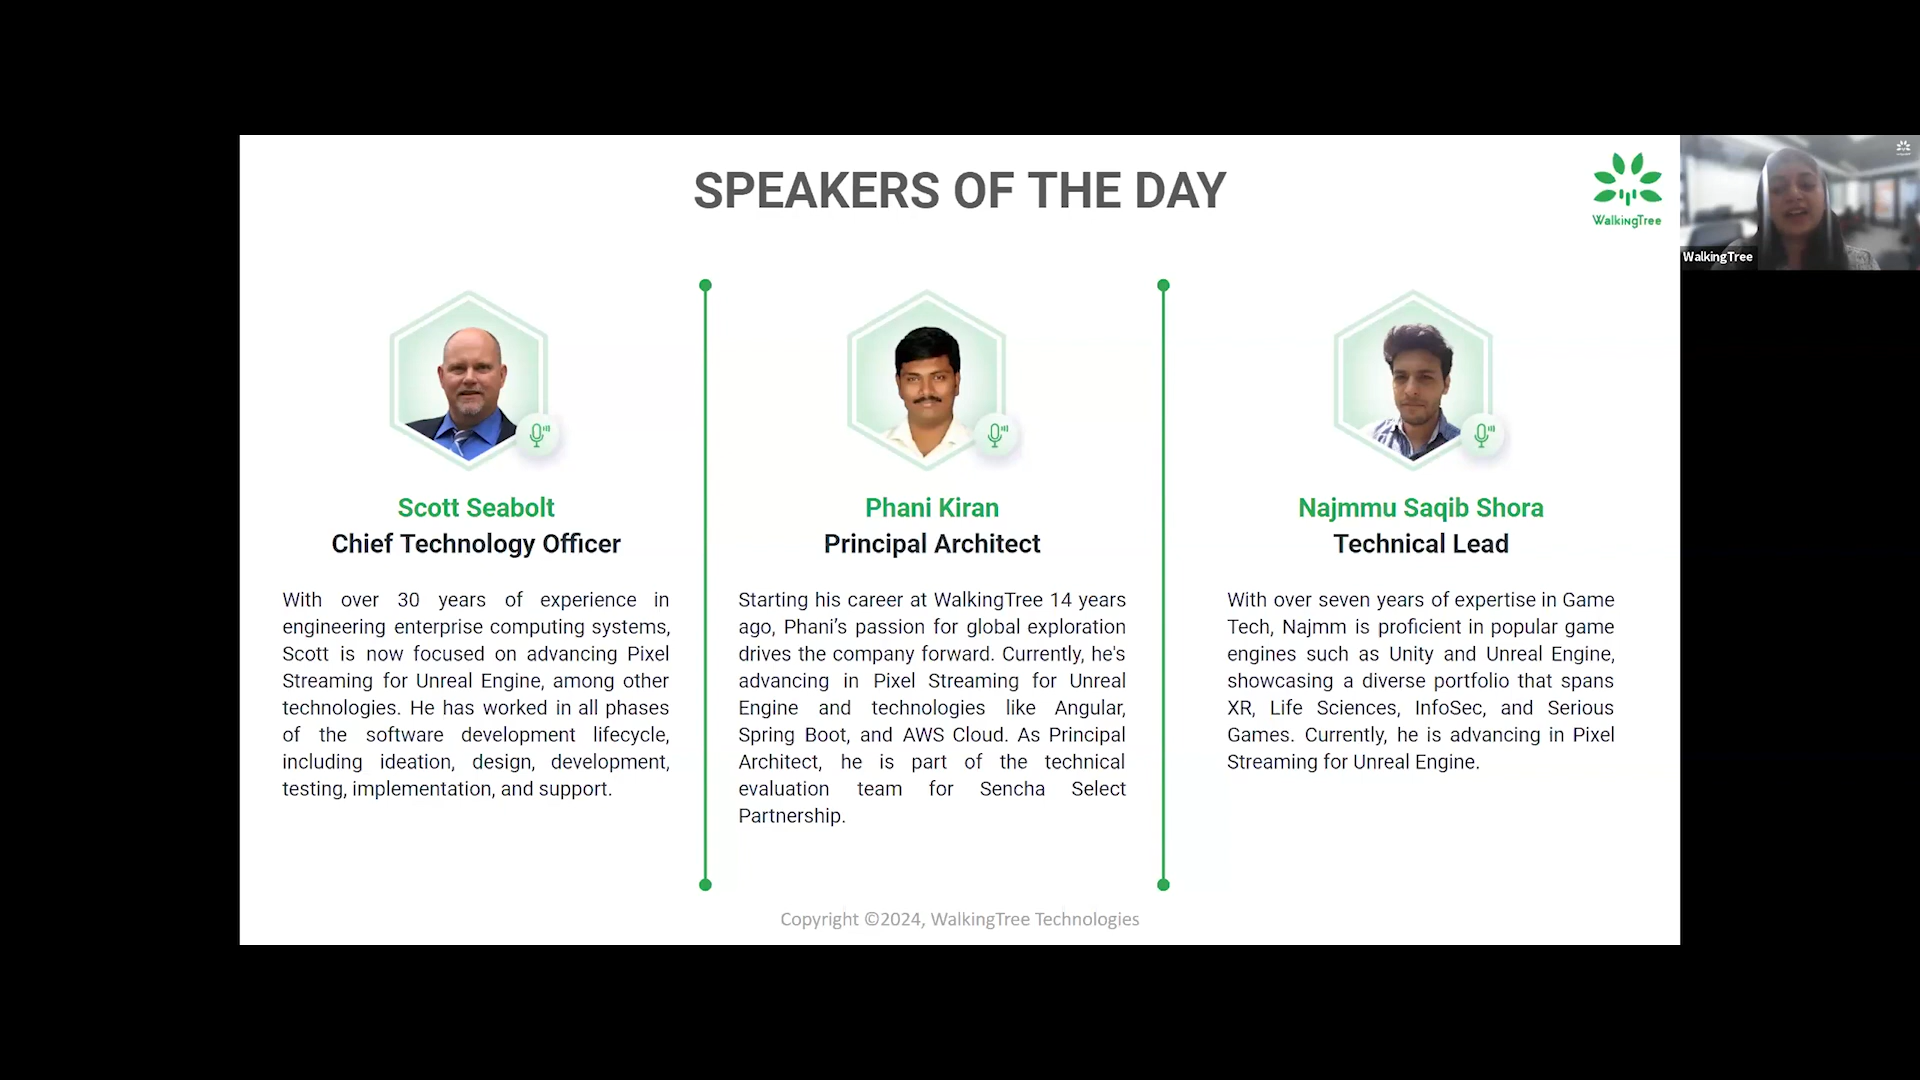 SPEAKERS OF THE DAY
WalkingTree
WalkingTree
Scott Seabolt
Chief Technology Officer
With over 30 years of experience in
engineering enterprise computing systems,
Scott is now focused on advancing Pixel
Streaming for Unreal Engine, among other
technologies. He has worked in all phases
of the software development lifecycle,
including ideation, design, development,
testing, implementation, and support.
Phani Kiran
Principal Architect
Starting his career at WalkingTree 14 years
ago, Phani’s passion for global exploration
drives the company forward. Currently, he's
advancing in Pixel Streaming for Unreal
Engine and technologies like Angular,
Spring Boot, and AWS Cloud. As Principal
Architect, he is part of the technical
evaluation team for Sencha Select
Partnership.
Najmmu Saqib Shora
Technical Lead
With over seven years of expertise in Game
Tech, Najmm is proficient in popular game
engines such as Unity and Unreal Engine,
showcasing a diverse portfolio that spans
XR, Life Sciences, InfoSec, and Serious
Games. Currently, he is advancing in Pixel
Streaming for Unreal Engine.
Copyright ©2024, WalkingTree Technologies